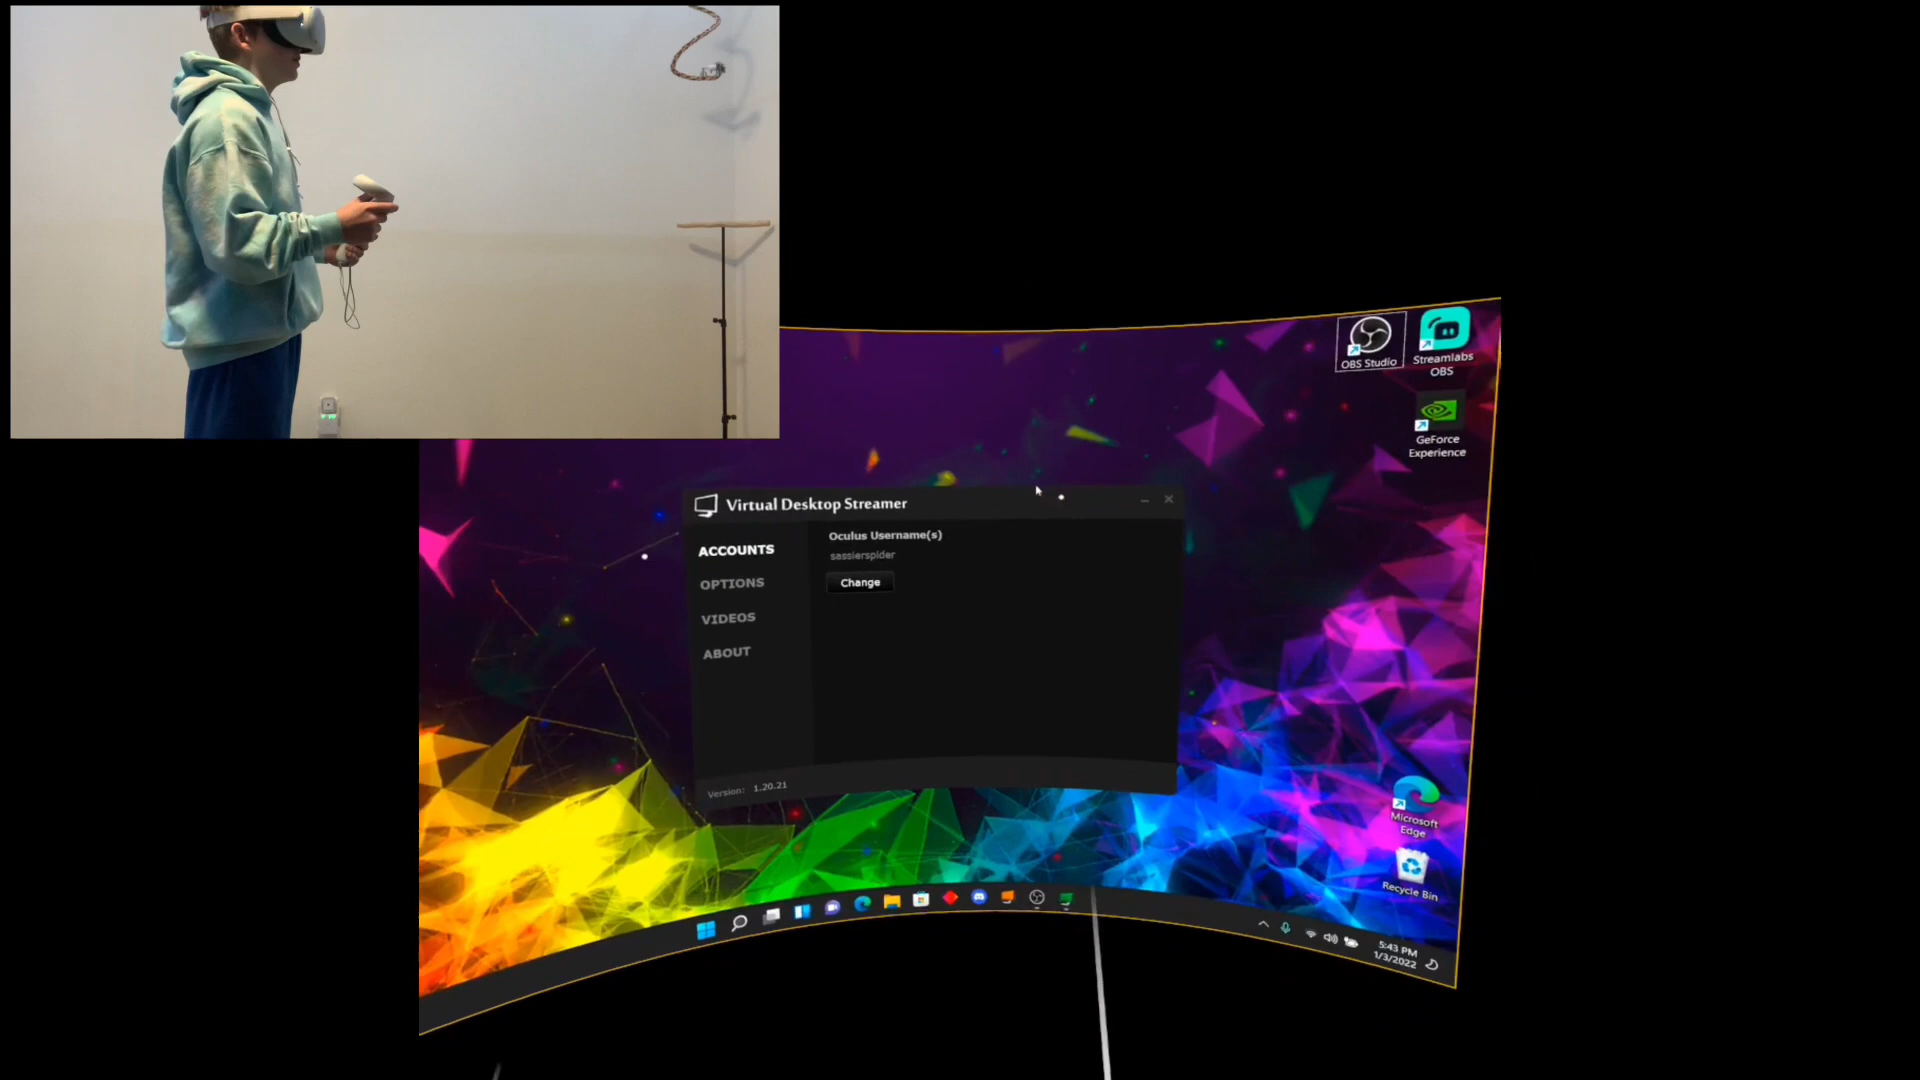 OBS Studio
Streamlabs
OBS
GeForce
Experience
Virtual Desktop Streamer
ACCOUNTS
OPTIONS
VIDEOS
ABOUT
Oculus Username(s)
sassierspider
Change
Version: 1.20.21
Microsoft
Edge
Recycle Bin
5:43 PM
1/3/2022